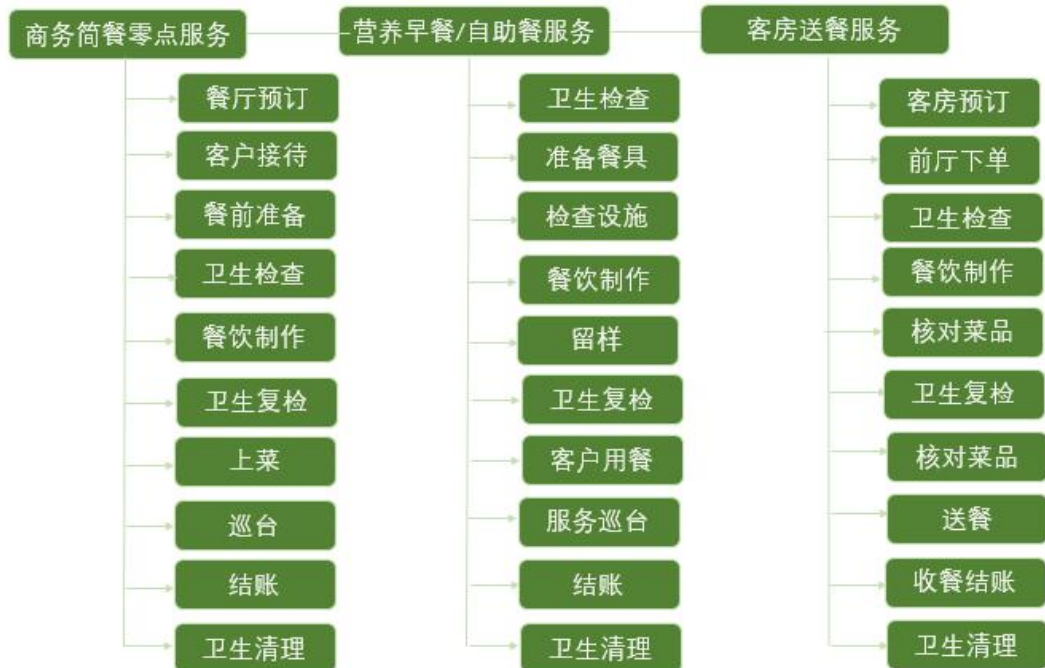 商务简餐零点服务
餐厅预订
客户接待
餐前准备
卫生检查
餐饮制作
卫生复检
上菜
巡台
结账
卫生清理
营养早餐/自助餐服务
卫生检查
准备餐具
检查设施
餐饮制作
留样
卫生复检
客户用餐
服务巡台
结账
卫生清理
客房送餐服务
客房预订
前厅下单
卫生检查
餐饮制作
核对菜品
卫生复检
核对菜品
送餐
收餐结账
卫生清理